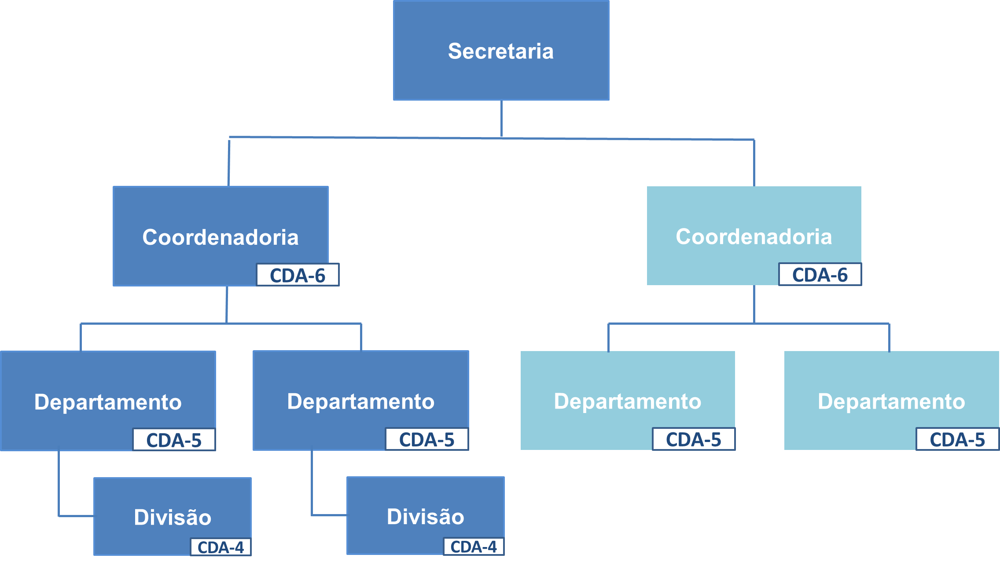 Secretaria
Coordenadoria
CDA-6
Coordenadoria
CDA-6
Departamento
CDA-5
Departamento
CDA-5
Departamento
CDA-5
Departamento
CDA-5
Divisão
CDA-4
Divisão
CDA-4